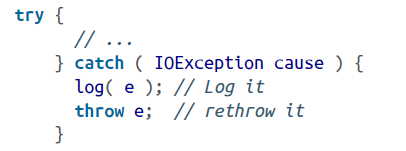 try {
// ...
} catch ( IOException cause ) {
log( e ); // Log it
throw e; // rethrow it
}